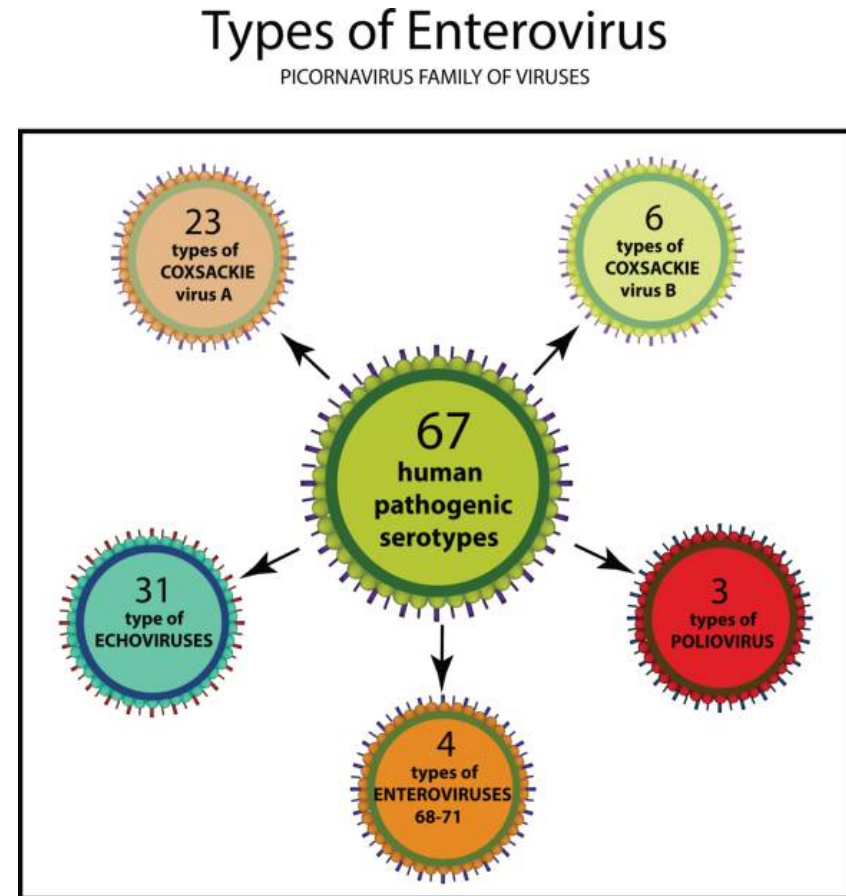 Types of Enterovirus
PICORNAVIRUS FAMILY OF VIRUSES
23
types of
COXSACKIE
virus A
6
types of
COXSACKIE
virus B
67
human
pathogenic
serotypes
31
type of
ECHOVIRUSES
3
types of
POLIOVIRUS
4
types of
ENTEROVIRUSES
68-71